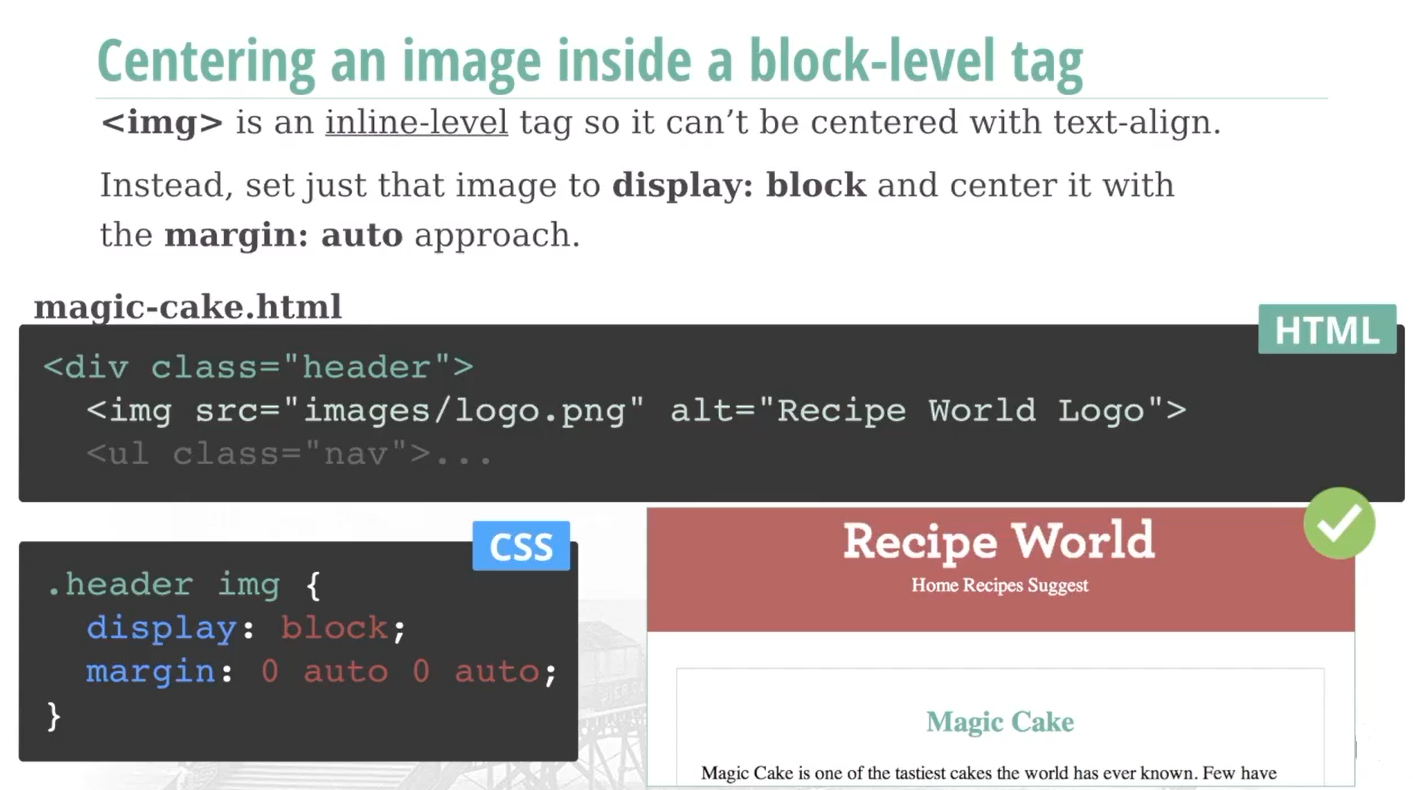 Centering an image inside a block-level tag
<img> is an inline-level tag so it can’t be centered with text-align.
Instead, set just that image to display: block and center it with
the margin: auto approach.
magic-cake.html
HTML
<div class="header">
<img src="images/logo.png" alt="Recipe World Logo">
<ul class="nav">...
CSS
.header img {
display: block;
margin: 0 auto 0 auto;
}
Recipe World
Home Recipes Suggest
Magic Cake
Magic Cake is one of the tastiest cakes the world has ever known. Few have